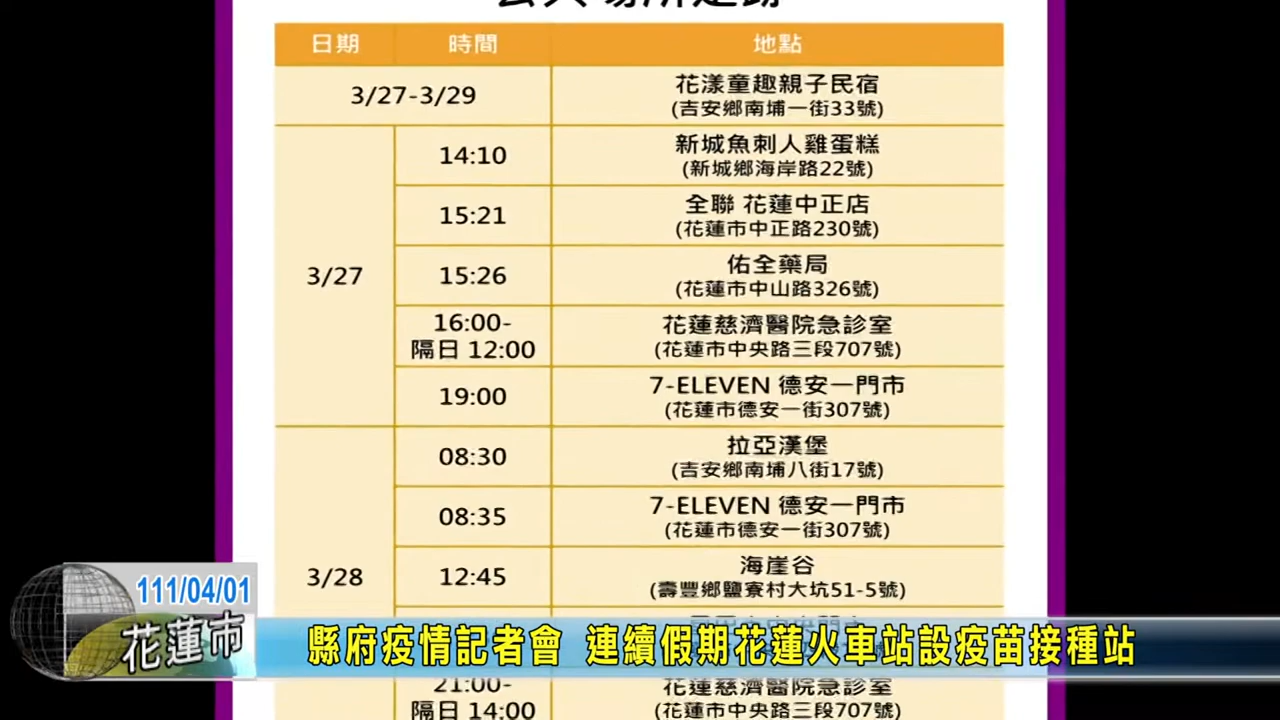 日期 時間 地點
3/27-3/29 花漾童趣親子民宿
(吉安鄉南埔一街33號)
3/27
14:10 新城魚刺人雞蛋糕
(新城鄉海岸路22號)
15:21 全聯 花蓮中正店
(花蓮市中正路230號)
15:26 佑全藥局
(花蓮市中山路326號)
16:00-
隔日 12:00
花蓮慈濟醫院急診室
(花蓮市中央路三段707號)
19:00 7-ELEVEN 德安一門市
(花蓮市德安一街307號)
3/28
08:30 拉亞漢堡
(吉安鄉南埔八街17號)
08:35 7-ELEVEN 德安一門市
(花蓮市德安一街307號)
12:45 海崖谷
(壽豐鄉鹽寮村大坑51-5號)
21:00-
隔日 14:00
花蓮慈濟醫院急診室
(花蓮市中央路三段707號)
111/04/01
花蓮市
縣府疫情記者會 連續假期花蓮火車站設疫苗接種站